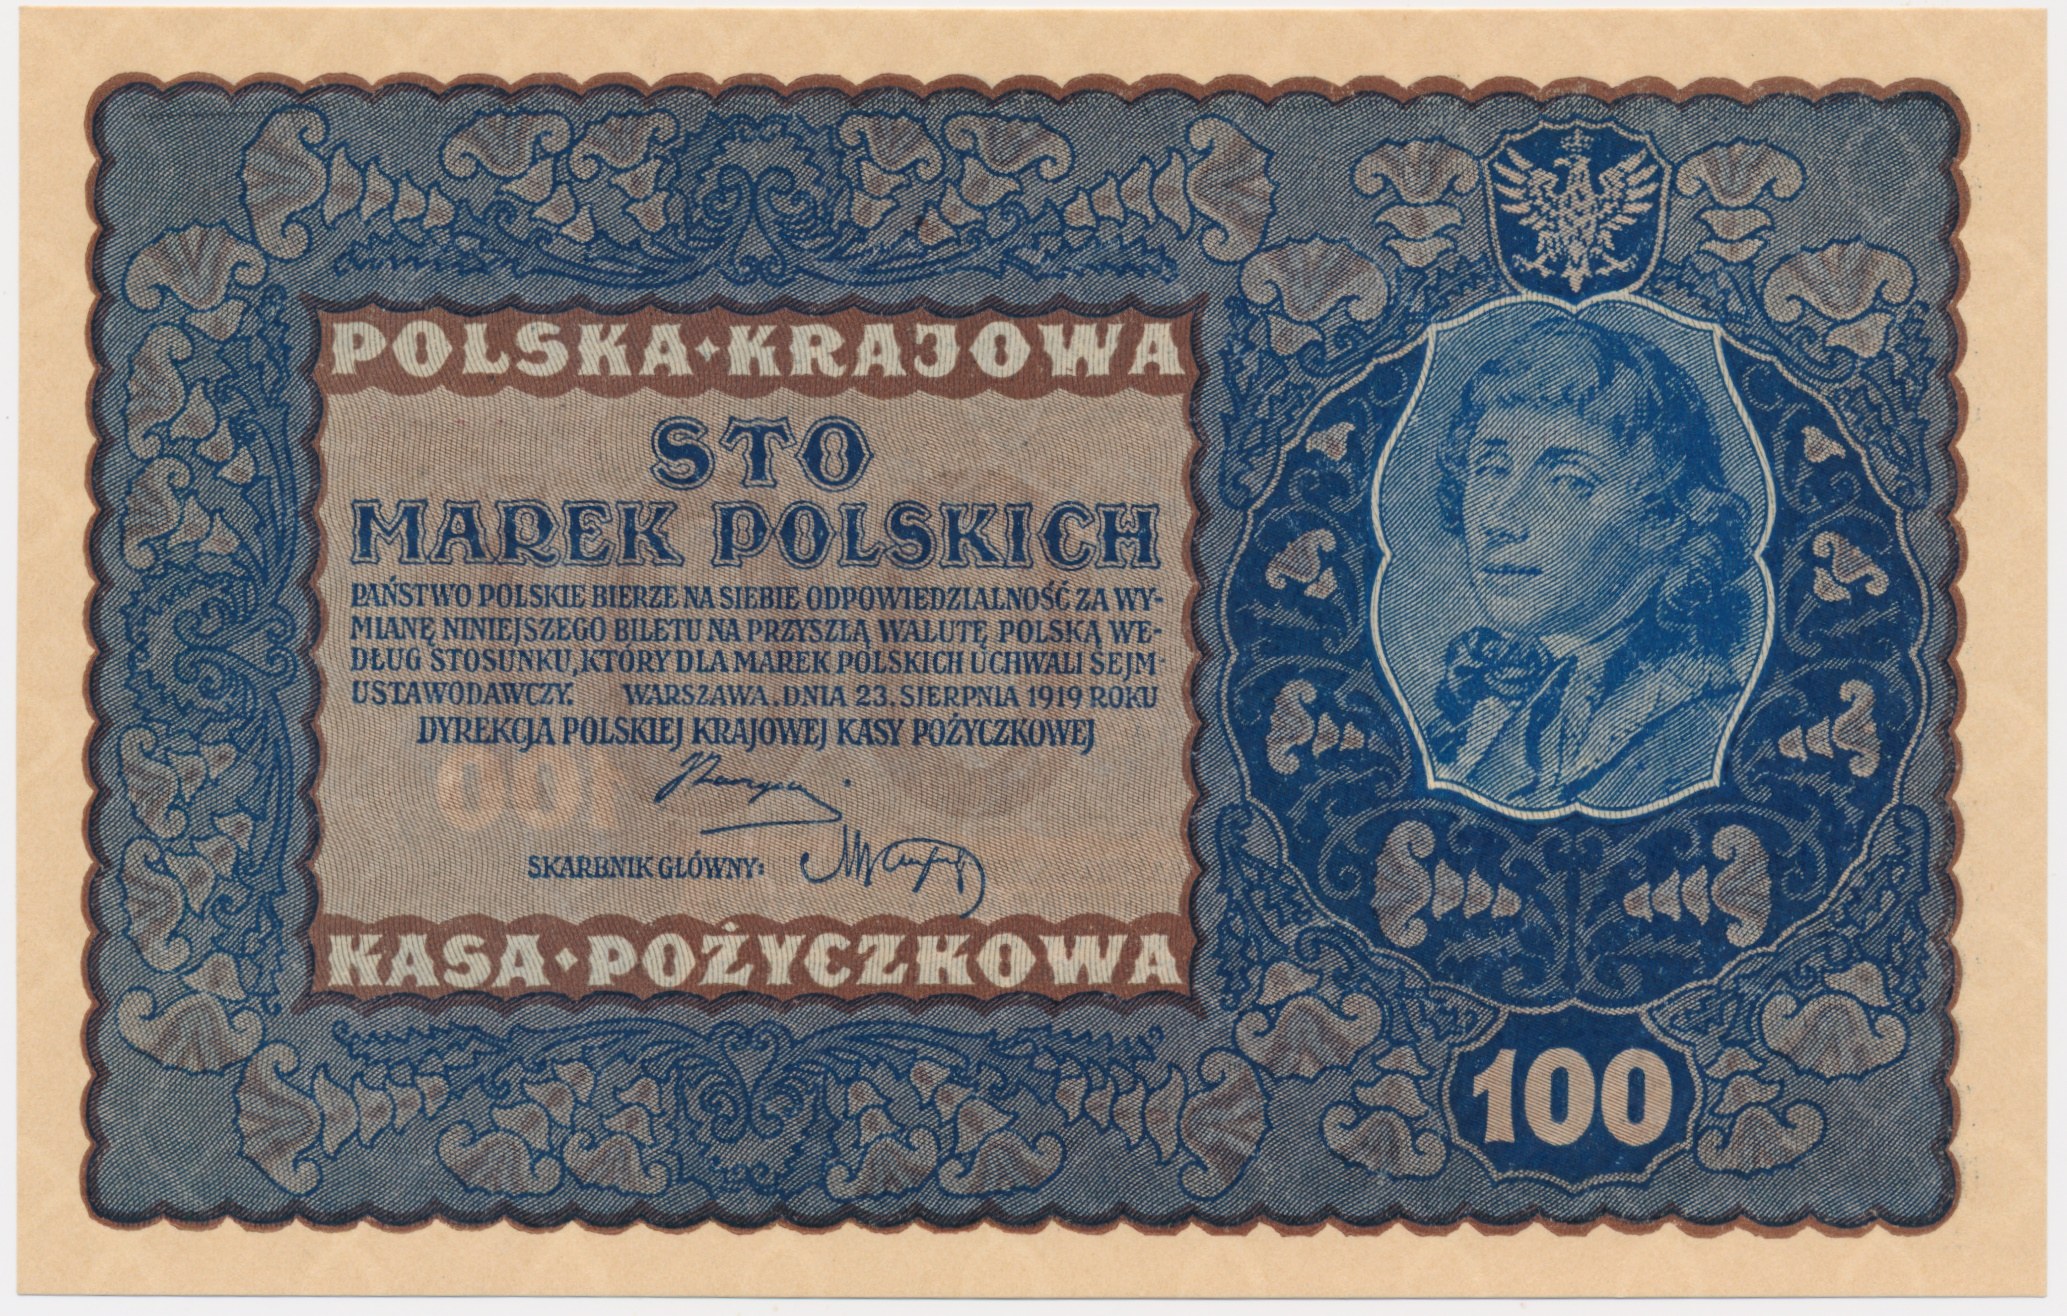 POLSKA·KRAJOWA
STO
MAREK POLSKICH
PAŃSTWO POLSKIE BIERZE NA SIEBIE ODPOWIEDZIALNOŚĆ ZA WY-
MIANĘ NINIEJSZEGO BILETU NA PRZYSZŁĄ WALUTĘ POLSKĄ WE-
DŁUG STOSUNKU, KTÓRY DLA MAREK POLSKICH UCHWALI SEJM-
USTAWODAWCZY. WARSZAWA. DNIA 23. SIERPNIA 1919 ROKU
DYREKCJA POLSKIEJ KRAJOWEJ KASY POŻYCZKOWEJ
SKARBNIK GŁÓWNY:
KASA·POŻYCZKOWA
100